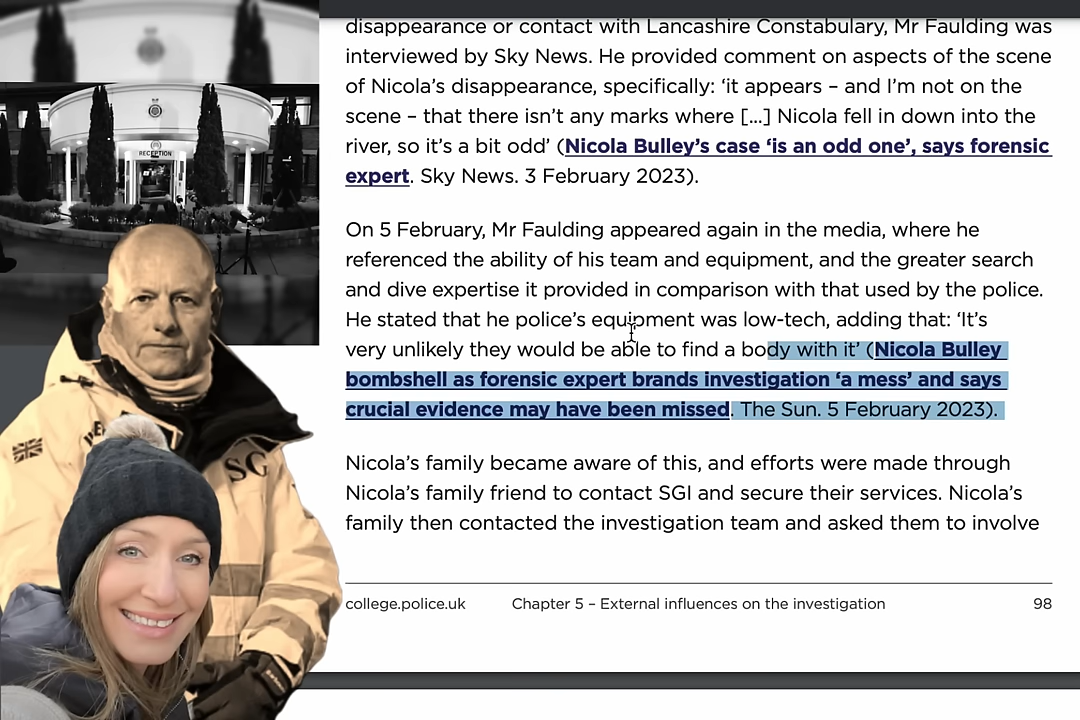 RECEPTION
SG
disappearance or contact with Lancashire Constabulary, Mr Faulding was
interviewed by Sky News. He provided comment on aspects of the scene
of Nicola’s disappearance, specifically: ‘it appears – and I’m not on the
scene – that there isn’t any marks where [...] Nicola fell in down into the
river, so it’s a bit odd’ (Nicola Bulley’s case ‘is an odd one’, says forensic
expert. Sky News. 3 February 2023).
On 5 February, Mr Faulding appeared again in the media, where he
referenced the ability of his team and equipment, and the greater search
and dive expertise it provided in comparison with that used by the police.
He stated that he police’s equipment was low-tech, adding that: ‘It’s
very unlikely they would be able to find a body with it’ (Nicola Bulley
bombshell as forensic expert brands investigation ‘a mess’ and says
crucial evidence may have been missed. The Sun. 5 February 2023).
Nicola’s family became aware of this, and efforts were made through
Nicola’s family friend to contact SGI and secure their services. Nicola’s
family then contacted the investigation team and asked them to involve
college.police.uk Chapter 5 – External influences on the investigation 98